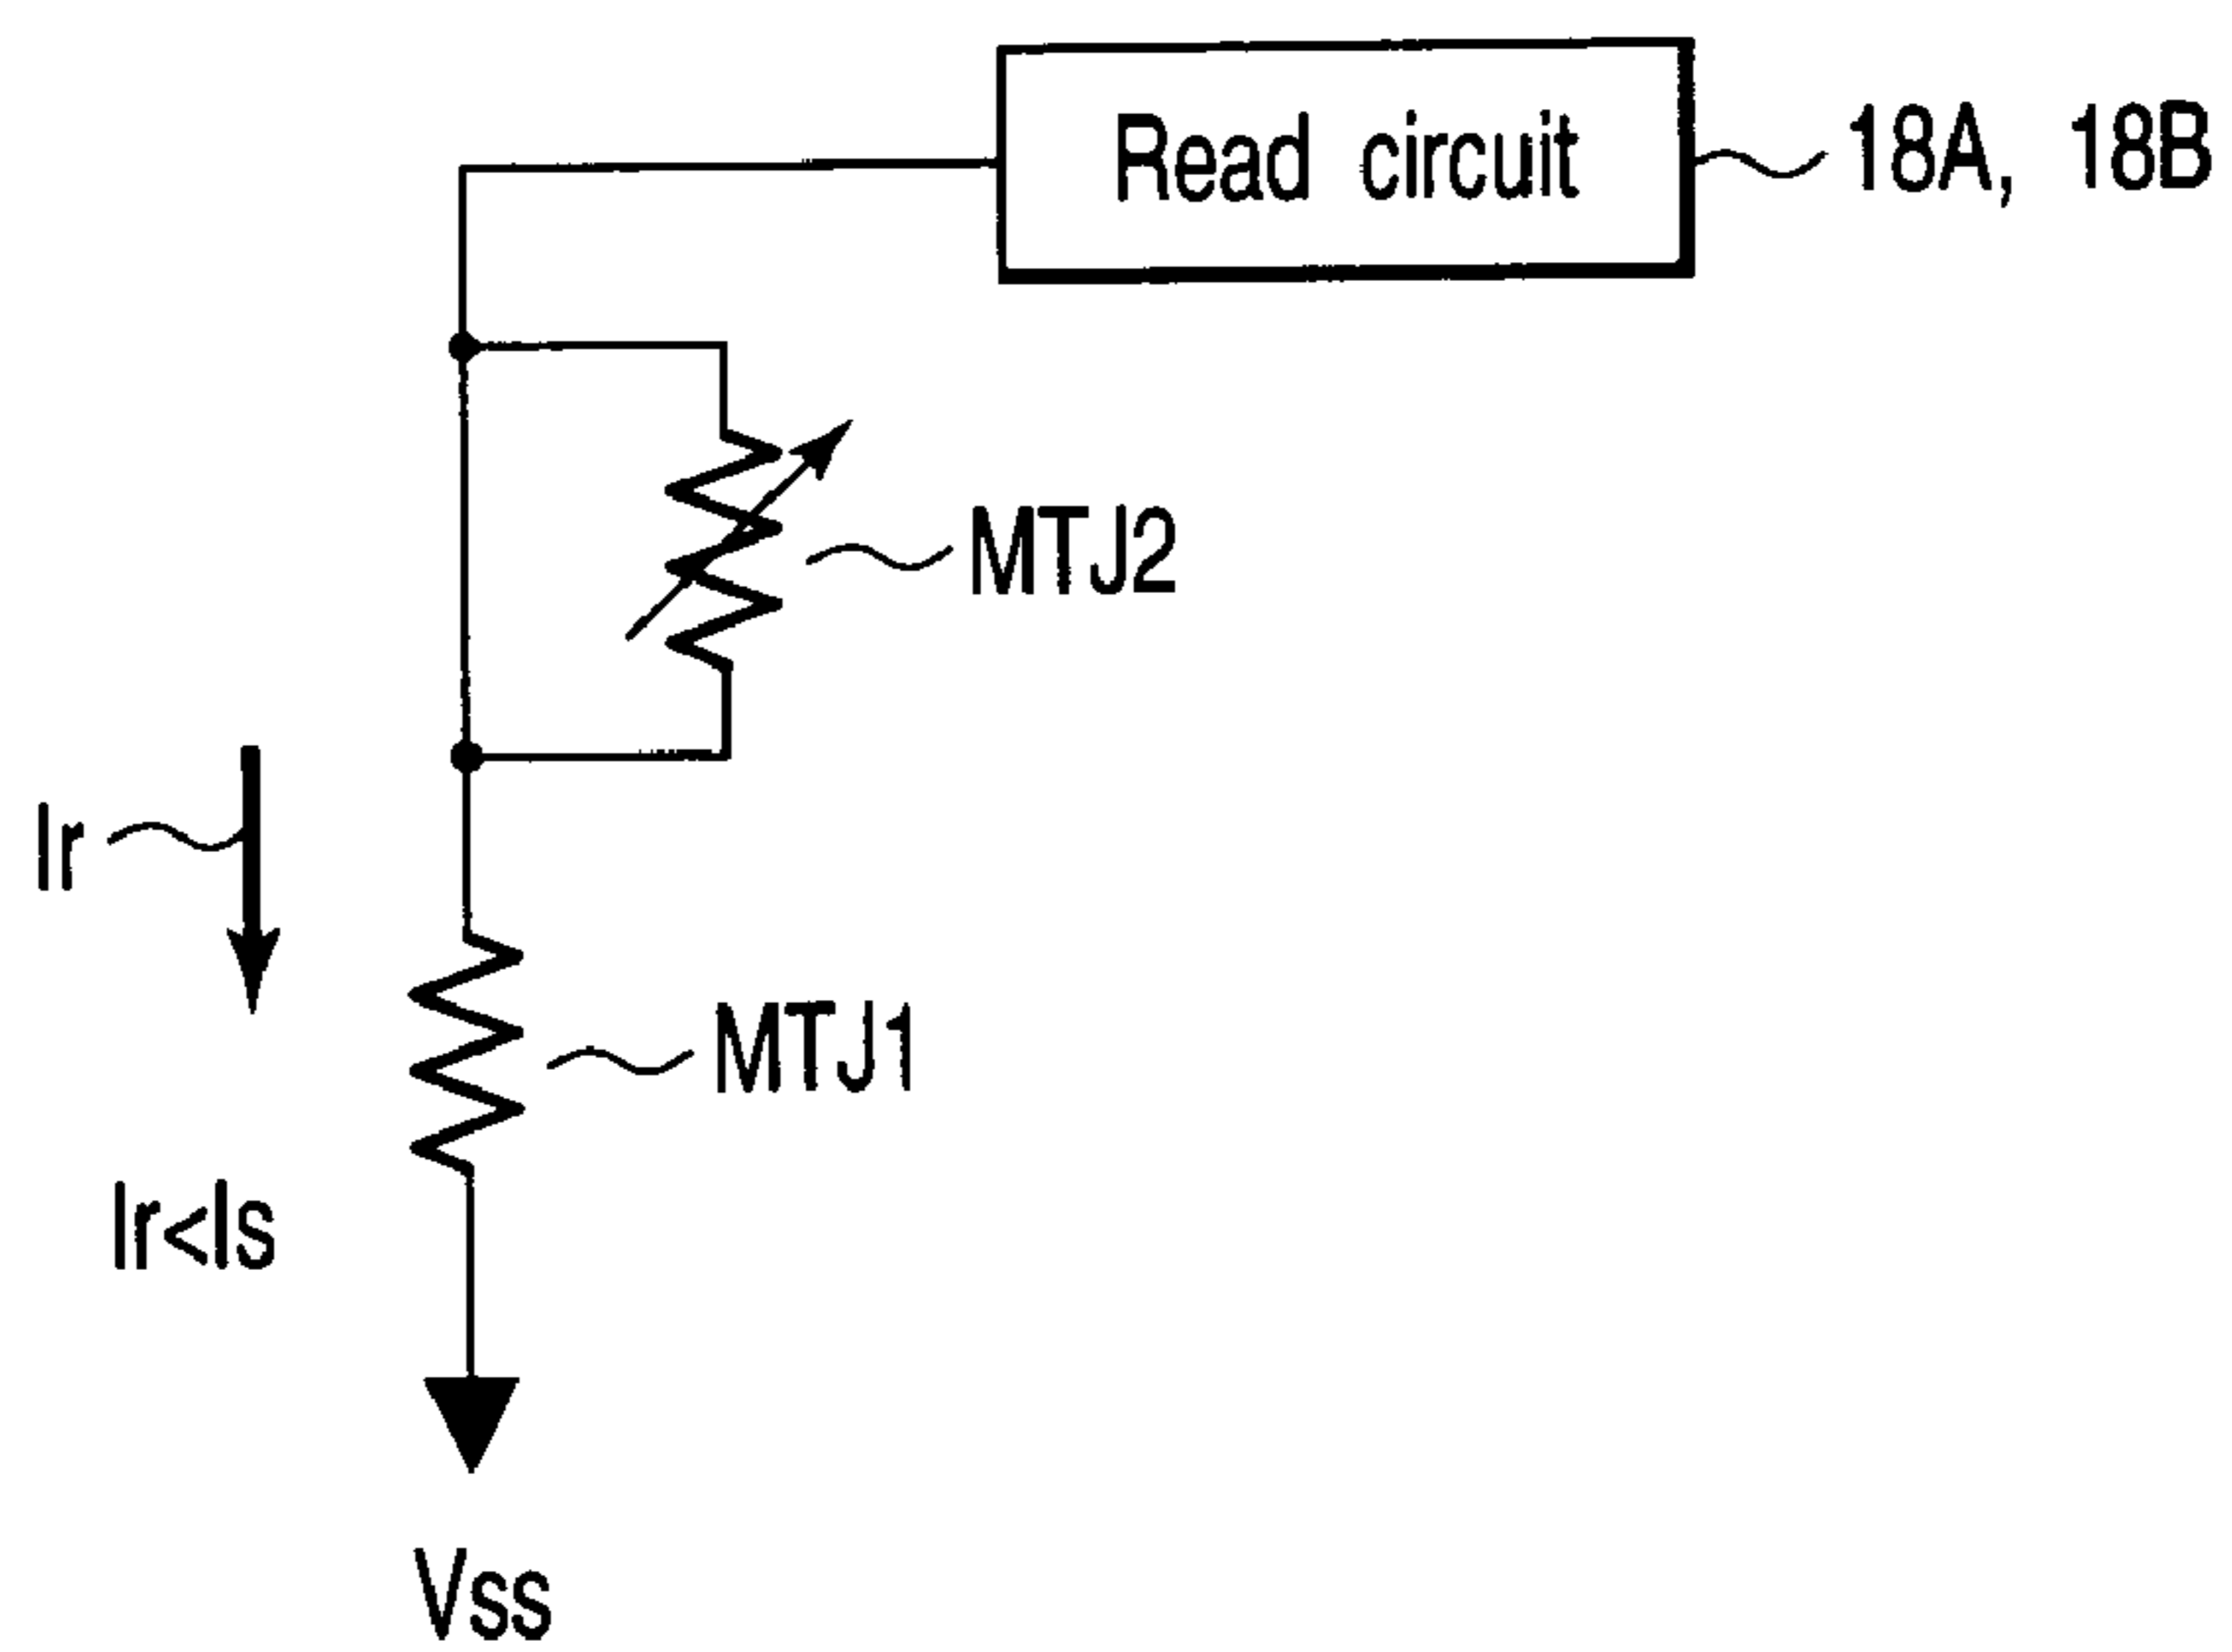 Read circuit
18A, 18B
MTJ2
Ir
MTJ1
Ir<Is
Vss